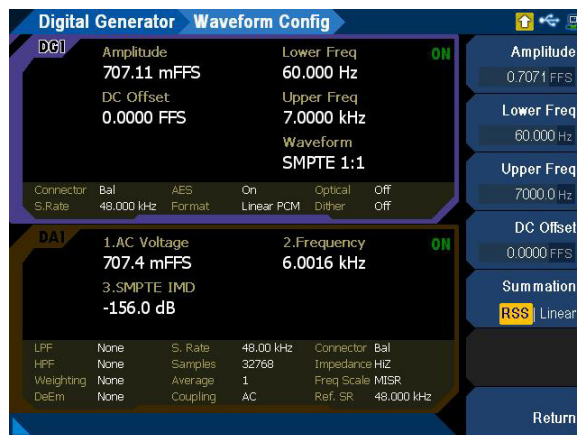 Digital Generator Waveform Config
DG1
Amplitude Lower Freq ON
707.11 mFFS 60.000 Hz
DC Offset Upper Freq
0.0000 FFS 7.0000 kHz
Waveform
SMPTE 1:1
Connector Bal AES On Optical Off
S.Rate 48.000 kHz Format Linear PCM Dither Off
DA1
1.AC Voltage 2.Frequency ON
707.4 mFFS 6.0016 kHz
3.SMPTE IMD
-156.0 dB
LPF None S. Rate 48.00 kHz Connector Bal
HPF None Samples 32768 Impedance HiZ
Weighting None Average 1 Freq Scale MISR
DeEm None Coupling AC Ref. SR 48.000 kHz
Amplitude
0.7071 FFS
Lower Freq
60.000 Hz
Upper Freq
7000.0 Hz
DC Offset
0.0000 FFS
Summation
RSS | Linear
Return